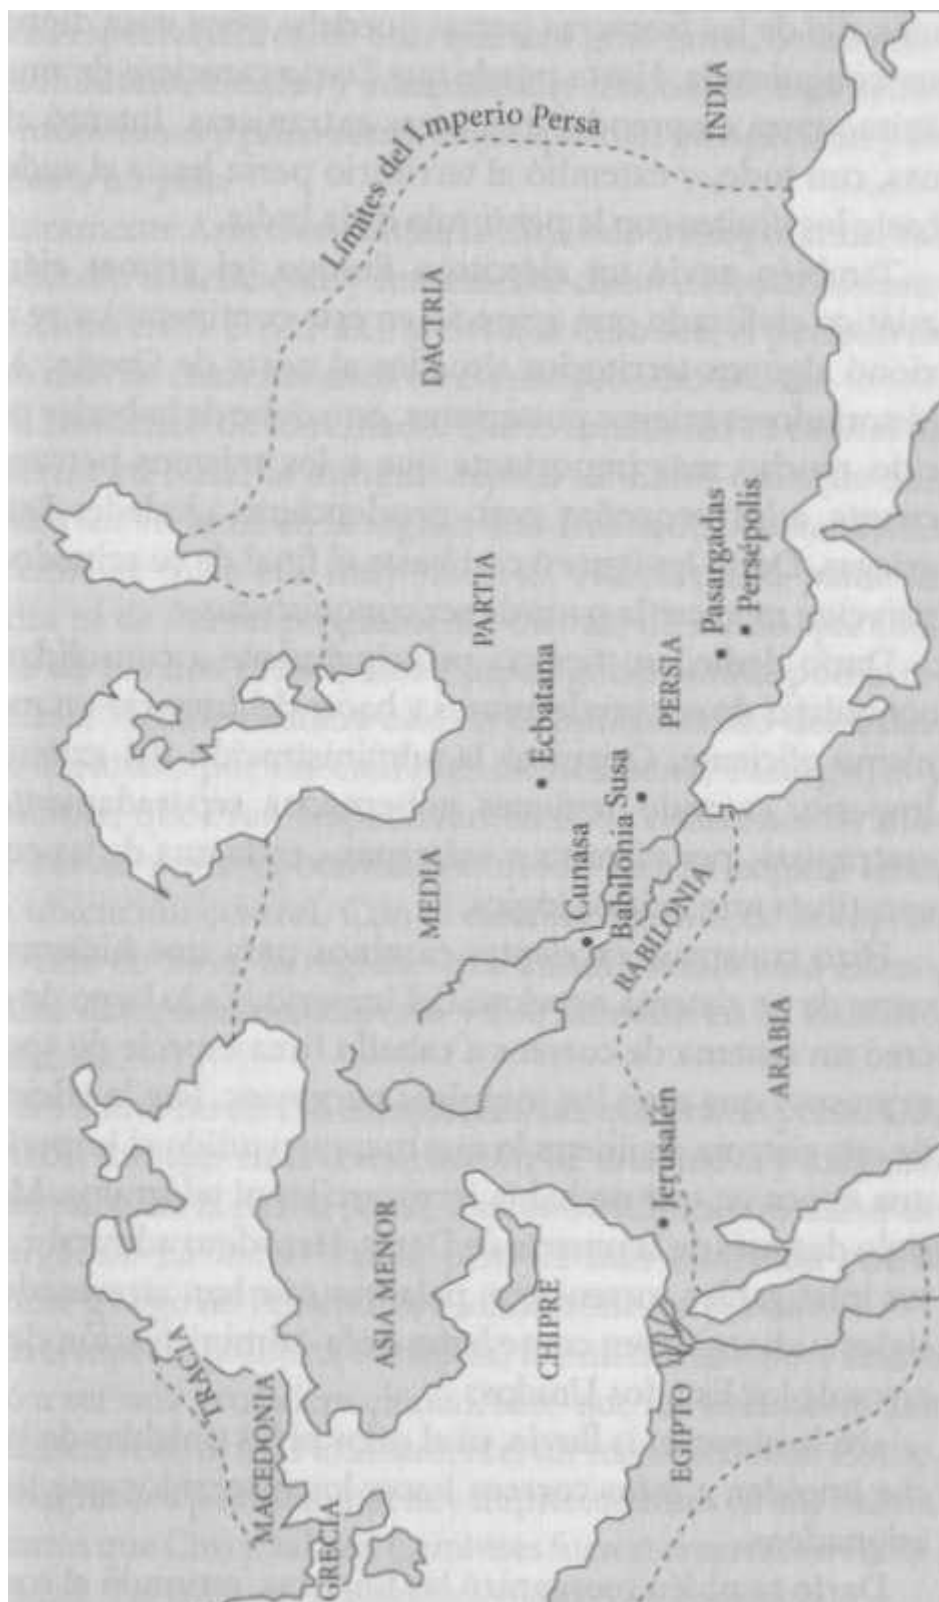 Límites del Lmperio Persa
TRACIA
MACEDONIA
GRECIA
ASIA MENOR
MEDIA
PARTIA
DACTRIA
CHIPRE
Ecbatana
Cunasa
Babilonia
Susa
PERSIA
BABILONIA
Jerusalén
Pasargadas
Persépolis
INDIA
EGIPTO
ARABIA